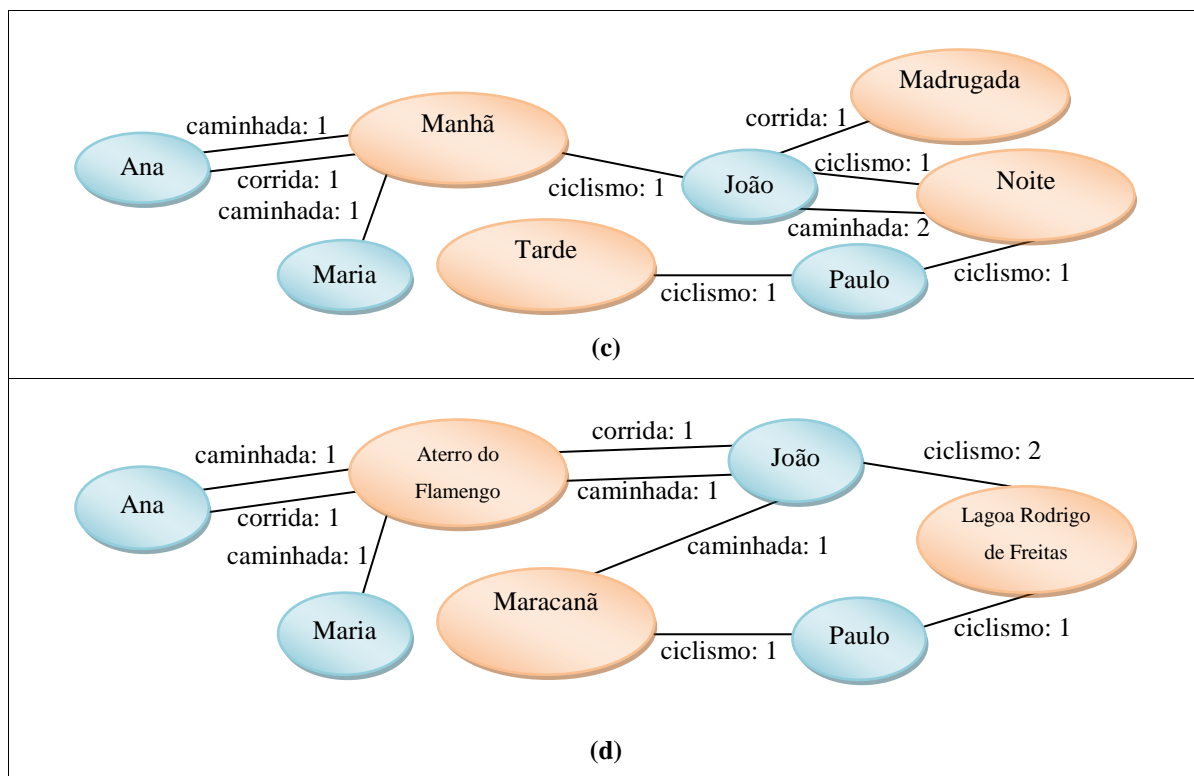 Madrugada
corrida: 1
caminhada: 1
Manhã
Ana
ciclismo: 1
João
Noite
corrida: 1
ciclismo: 1
caminhada: 1
caminhada: 2
Tarde
Maria
Paulo
ciclismo: 1
ciclismo: 1
(c)
corrida: 1
João
ciclismo: 2
caminhada: 1
Aterro do
Flamengo
caminhada: 1
Ana
corrida: 1
Lagoa Rodrigo
de Freitas
caminhada: 1
caminhada: 1
Maracanã
Maria
Paulo
ciclismo: 1
ciclismo: 1
(d)